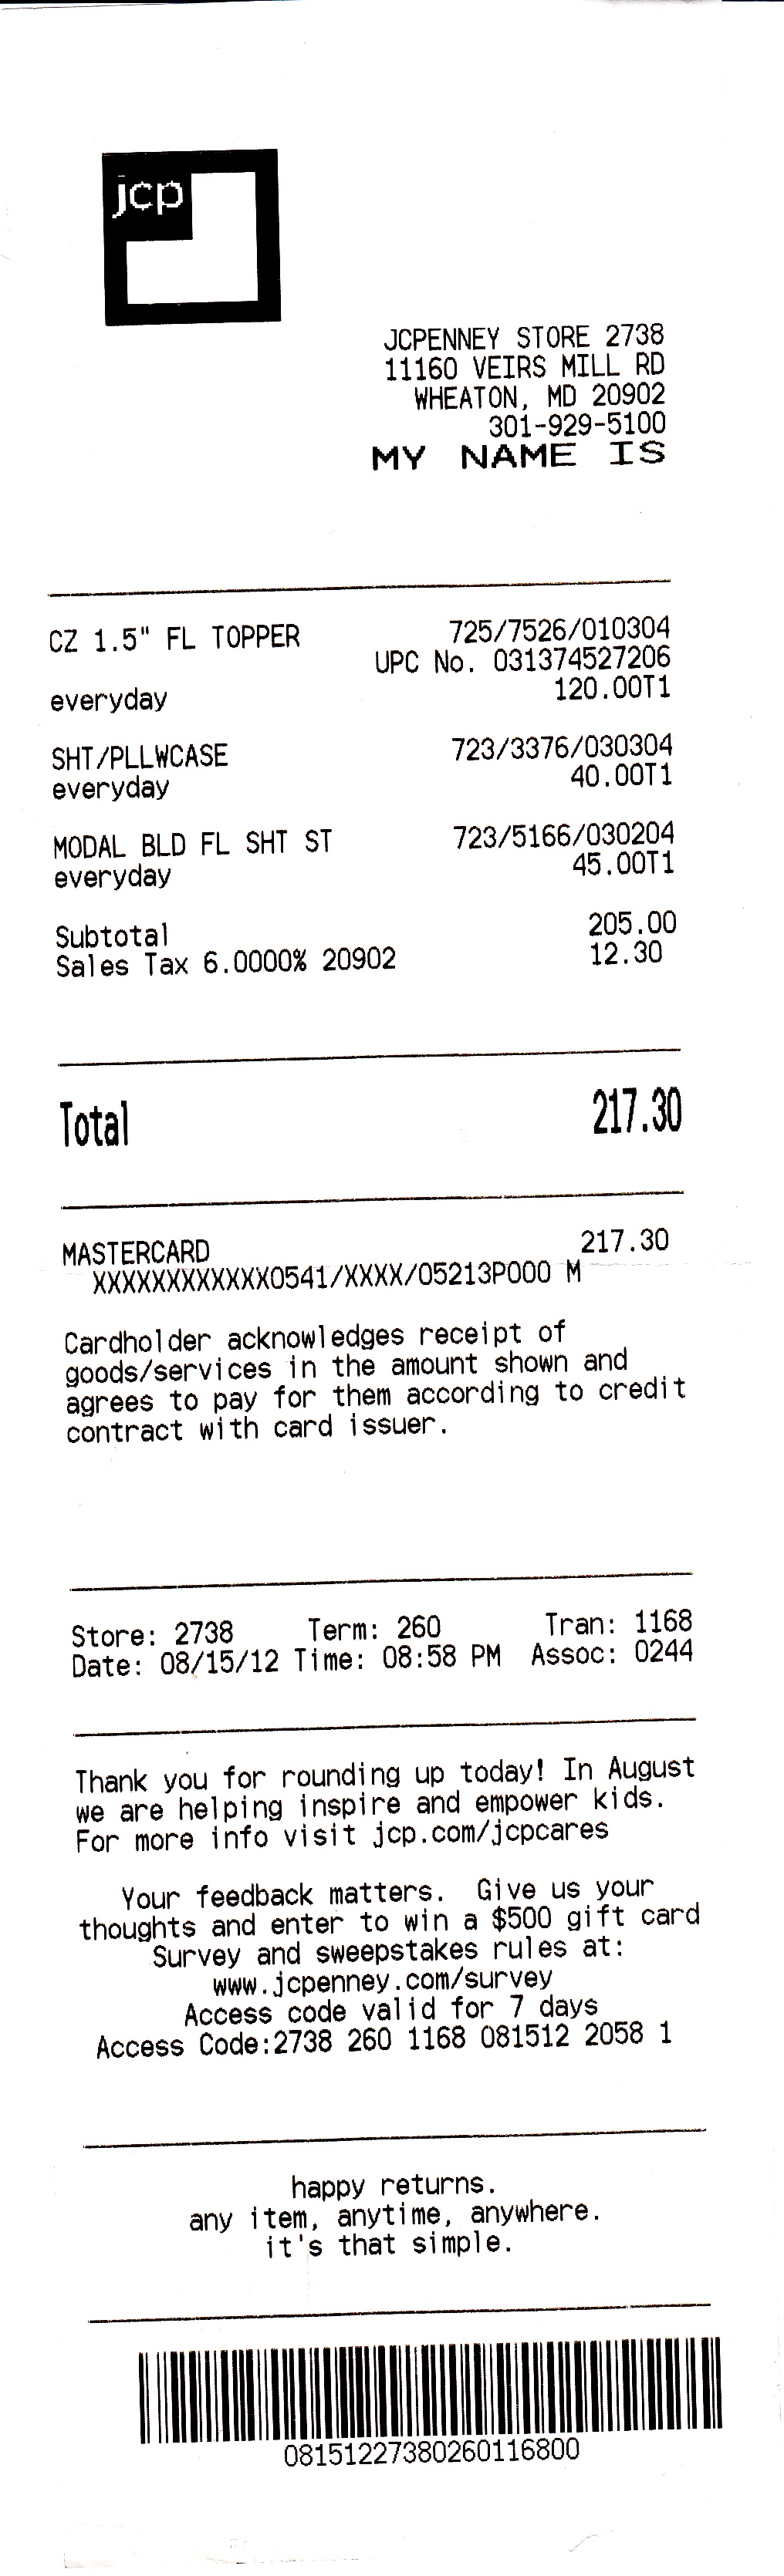 jcp
JCPENNEY STORE 2738
11160 VEIRS MILL RD
WHEATON, MD 20902
301-929-5100
MY NAME IS
CZ 1.5" FL TOPPER 725/7526/010304
UPC No. 031374527206
everyday 120.00T1
SHT/PLLWCASE 723/3376/030304
everyday 40.00T1
MODAL BLD FL SHT ST 723/5166/030204
everyday 45.00T1
Subtotal 205.00
Sales Tax 6.0000% 20902 12.30
Total 217.30
MASTERCARD 217.30
XXXXXXXXXXXX0541/XXXX/05213P000 M
Cardholder acknowledges receipt of
goods/services in the amount shown and
agrees to pay for them according to credit
contract with card issuer.
Store: 2738 Term: 260 Tran: 1168
Date: 08/15/12 Time: 08:58 PM Assoc: 0244
Thank you for rounding up today! In August
we are helping inspire and empower kids.
For more info visit jcp.com/jcpcares
Your feedback matters. Give us your
thoughts and enter to win a $500 gift card
Survey and sweepstakes rules at:
www.jcpenney.com/survey
Access code valid for 7 days
Access Code:2738 260 1168 081512 2058 1
happy returns.
any item, anytime, anywhere.
it's that simple.
08151227380260116800